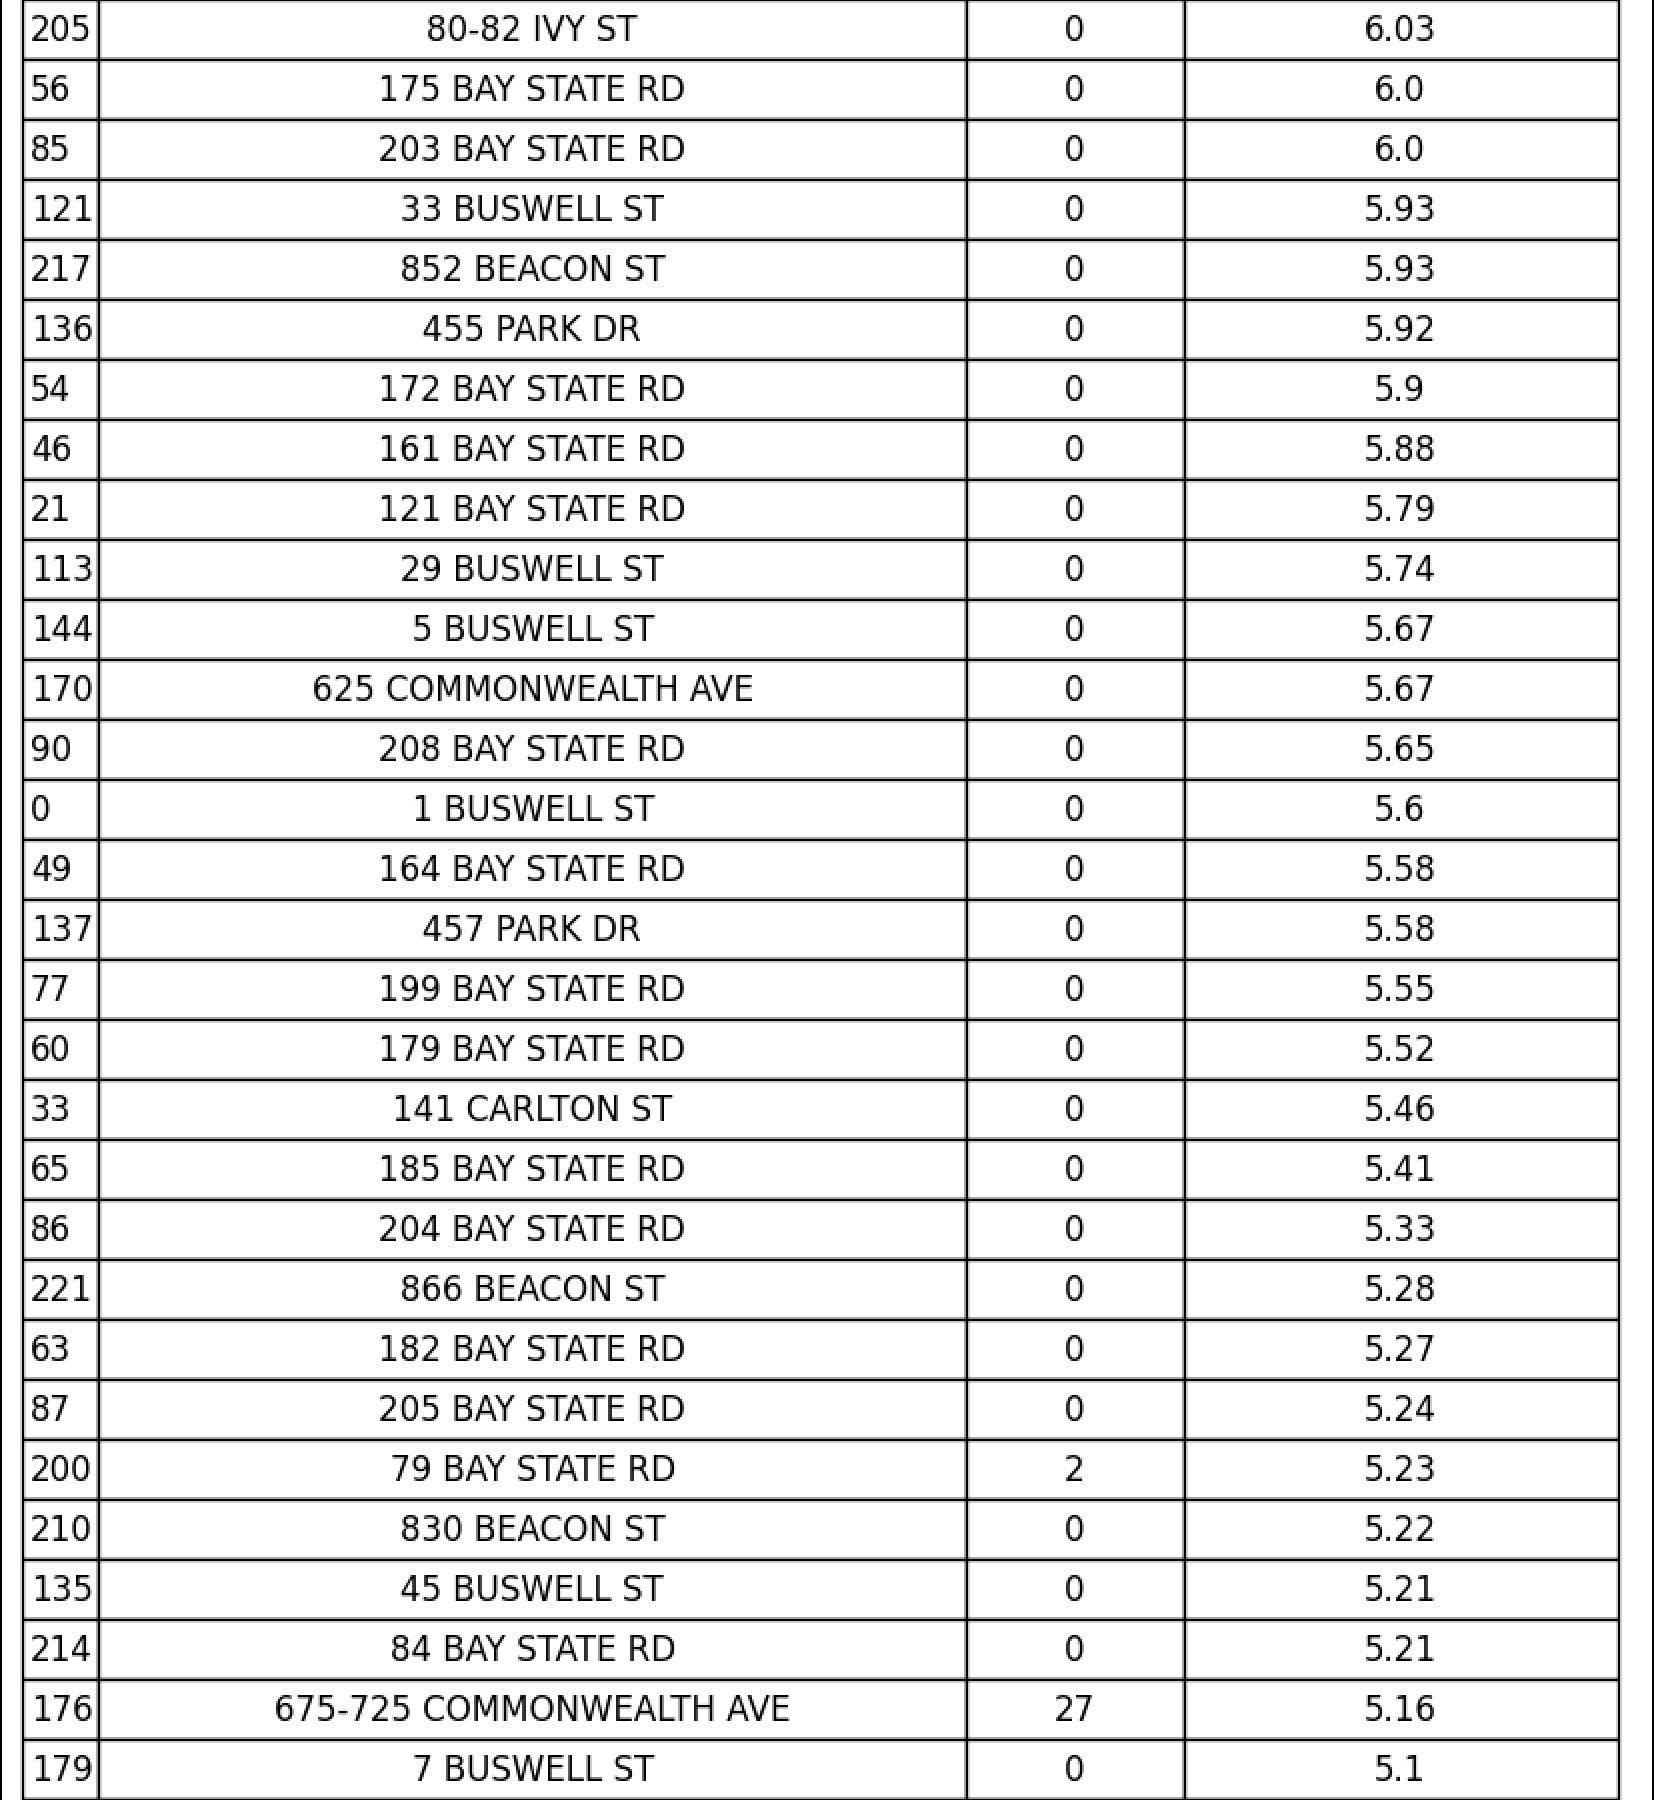 205 80-82 IVY ST 0 6.03
56 175 BAY STATE RD 0 6.0
85 203 BAY STATE RD 0 6.0
121 33 BUSWELL ST 0 5.93
217 852 BEACON ST 0 5.93
136 455 PARK DR 0 5.92
54 172 BAY STATE RD 0 5.9
46 161 BAY STATE RD 0 5.88
21 121 BAY STATE RD 0 5.79
113 29 BUSWELL ST 0 5.74
144 5 BUSWELL ST 0 5.67
170 625 COMMONWEALTH AVE 0 5.67
90 208 BAY STATE RD 0 5.65
0 1 BUSWELL ST 0 5.6
49 164 BAY STATE RD 0 5.58
137 457 PARK DR 0 5.58
77 199 BAY STATE RD 0 5.55
60 179 BAY STATE RD 0 5.52
33 141 CARLTON ST 0 5.46
65 185 BAY STATE RD 0 5.41
86 204 BAY STATE RD 0 5.33
221 866 BEACON ST 0 5.28
63 182 BAY STATE RD 0 5.27
87 205 BAY STATE RD 0 5.24
200 79 BAY STATE RD 2 5.23
210 830 BEACON ST 0 5.22
135 45 BUSWELL ST 0 5.21
214 84 BAY STATE RD 0 5.21
176 675-725 COMMONWEALTH AVE 27 5.16
179 7 BUSWELL ST 0 5.1